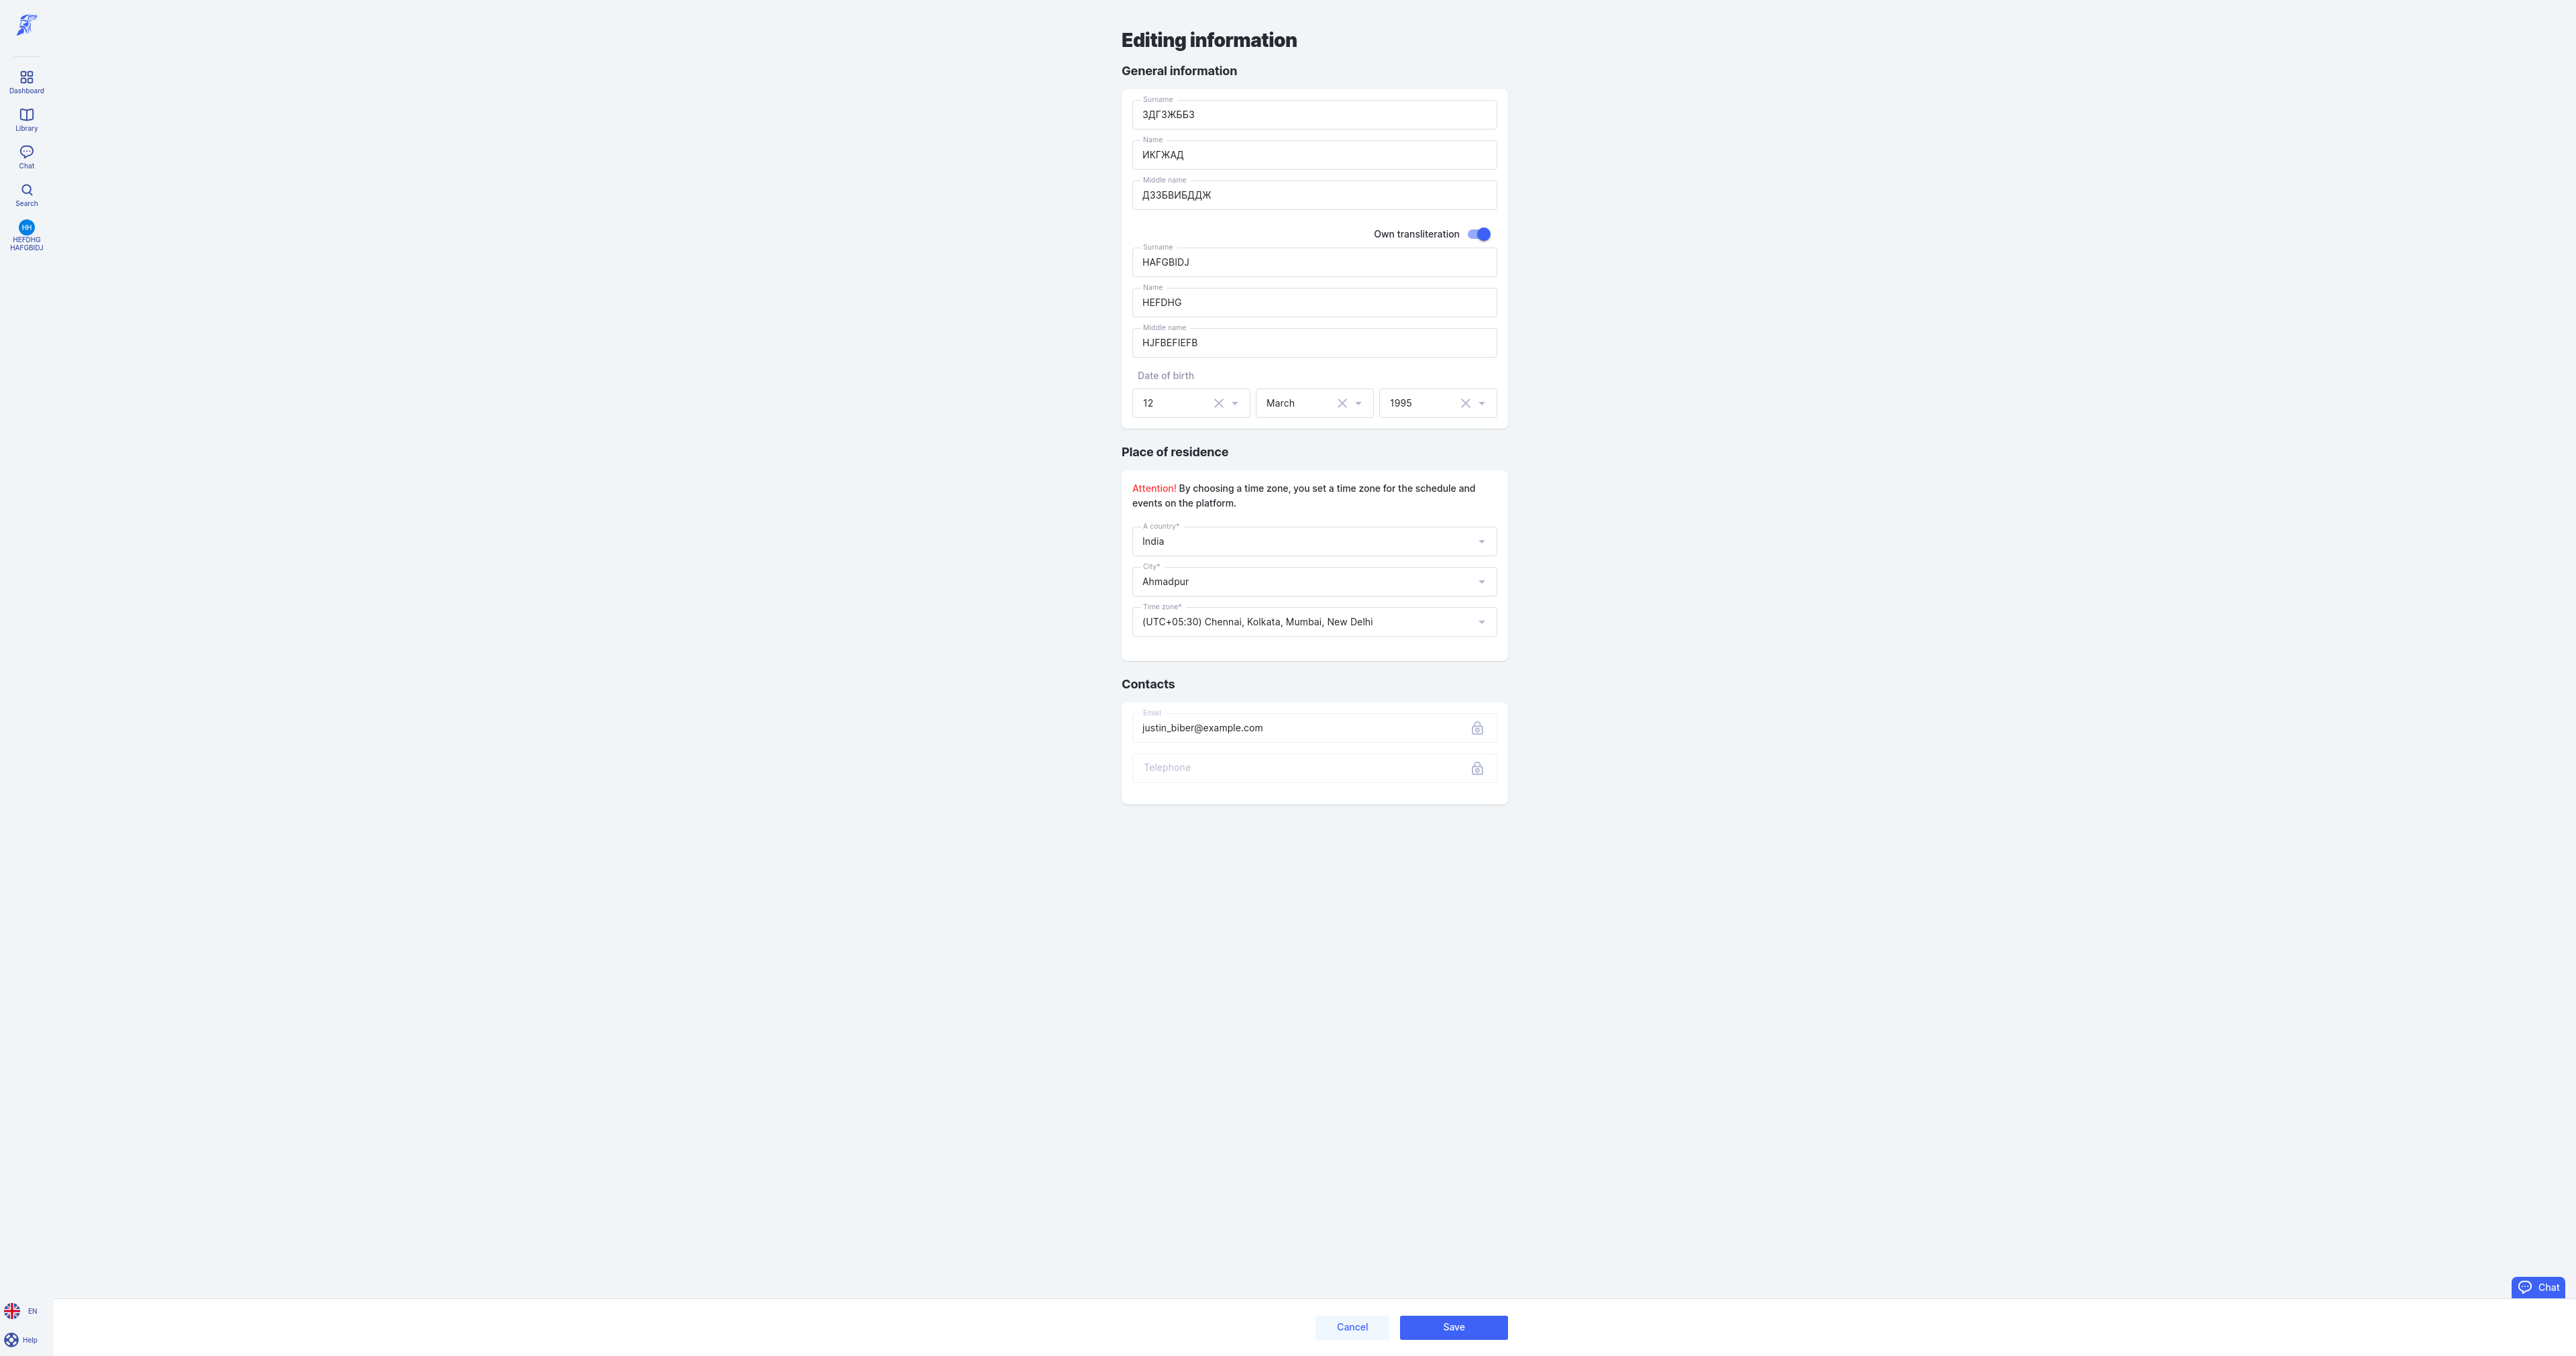 Dashboard
Library
Chat
Search
HH
HEFDHG
HAFGBIDJ
Editing information
General information
Surname
ЗДГЗЖББЗ
Name
ИКГЖАД
Middle name
ДЗЗБВИБДДЖ
Own transliteration
Surname
HAFGBIDJ
Name
HEFDHG
Middle name
HJFBEFIEFB
Date of birth
12 March 1995
Place of residence
Attention! By choosing a time zone, you set a time zone for the schedule and
events on the platform.
A country*
India
City*
Ahmadpur
Time zone*
(UTC+05:30) Chennai, Kolkata, Mumbai, New Delhi
Contacts
Email
justin_biber@example.com
Telephone
Chat
EN
Help
Cancel Save